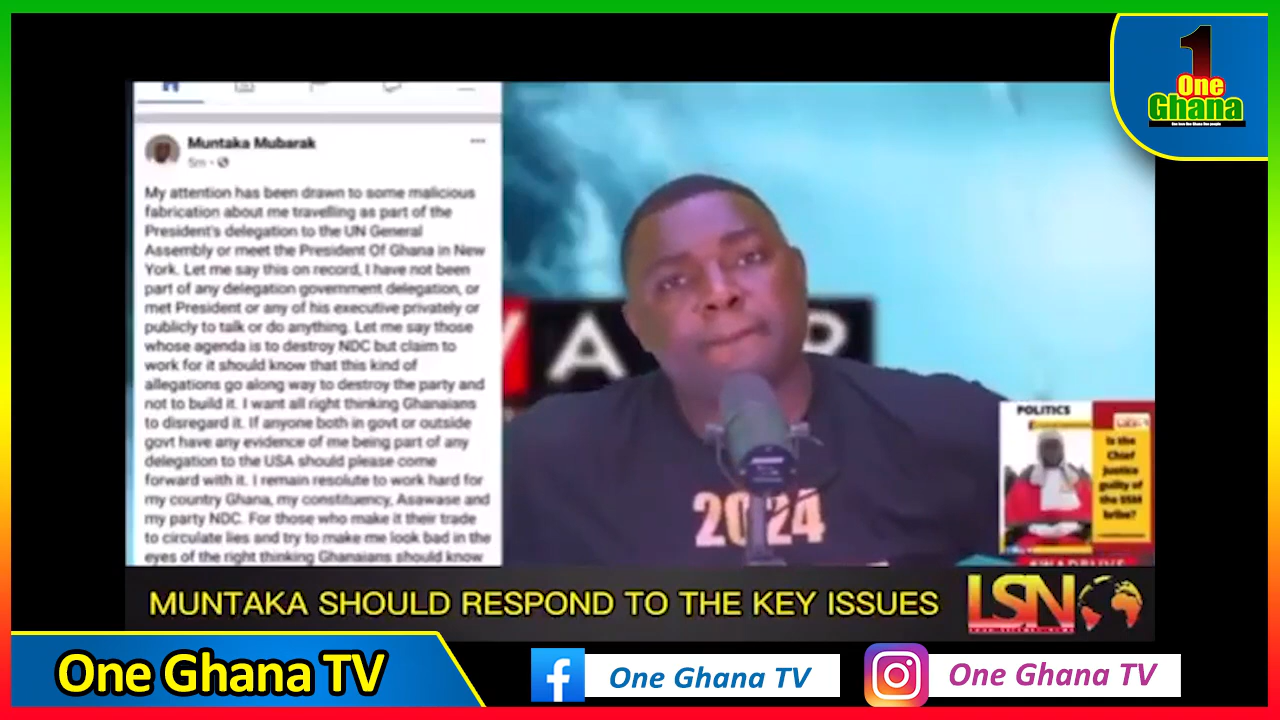 1
One
Ghana
Muntaka Mubarak
5m
My attention has been drawn to some malicious
fabrication about me travelling as part of the
President's delegation to the UN General
Assembly or meet the President Of Ghana in New
York. Let me say this on record, I have not been
part of any delegation government delegation, or
met President or any of his executive privately or
publicly to talk or do anything. Let me say those
whose agenda is to destroy NDC but claim to
work for it should know that this kind of
allegations go along way to destroy the party and
not to build it. I want all right thinking Ghanaians
to disregard it. If anyone both in govt or outside
govt have any evidence of me being part of any
delegation to the USA should please come
forward with it. I remain resolute to work hard for
my country Ghana, my constituency, Asawase and
my party NDC. For those who make it their trade
to circulate lies and try to make me look bad in the
eyes of the right thinking Ghanaians should know
2024
POLITICS
Is the
Chief
Justice
guilty of
the $5M
bribe?
MUNTAKA SHOULD RESPOND TO THE KEY ISSUES
LSN
One Ghana TV
One Ghana TV
One Ghana TV